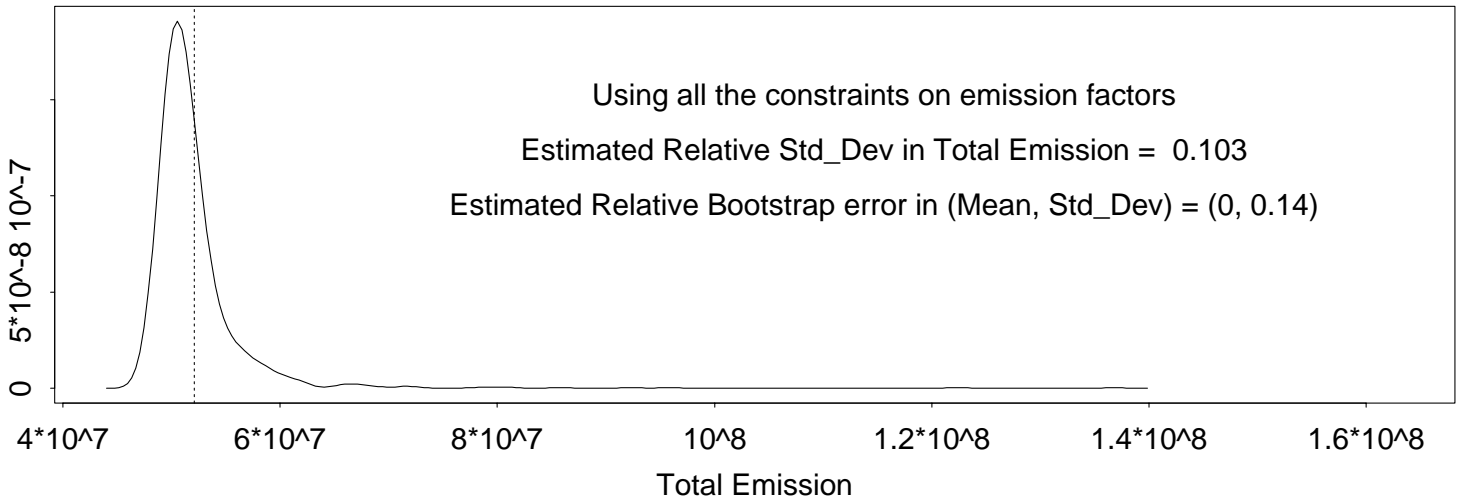 Using all the constraints on emission factors
Estimated Relative Std_Dev in Total Emission =  0.103
Estimated Relative Bootstrap error in (Mean, Std_Dev) = (0, 0.14)
0 5*10^-8 10^-7
4*10^7 6*10^7 8*10^7 10^8 1.2*10^8 1.4*10^8 1.6*10^8
Total Emission